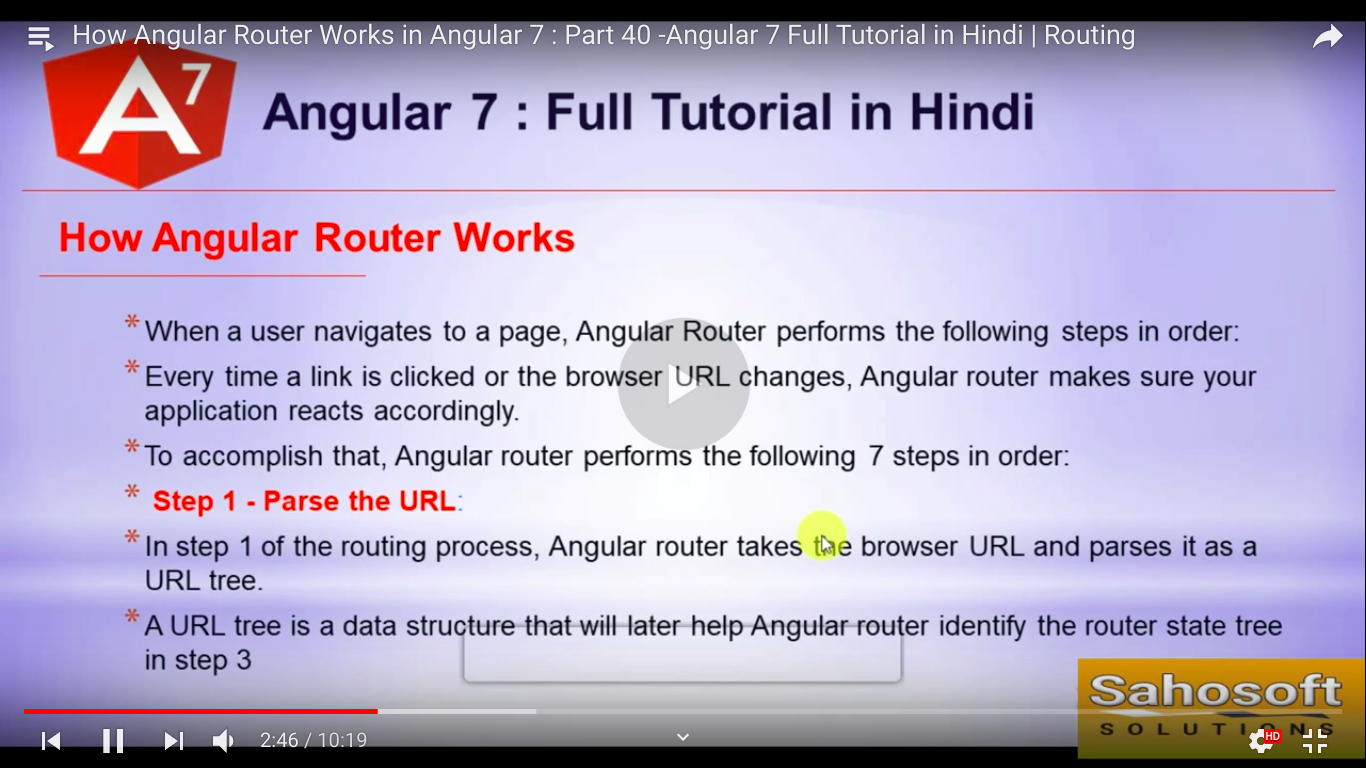 How Angular Router Works in Angular 7 : Part 40 -Angular 7 Full Tutorial in Hindi | Routing
A7
Angular 7 : Full Tutorial in Hindi
How Angular Router Works
* When a user navigates to a page, Angular Router performs the following steps in order:
* Every time a link is clicked or the browser URL changes, Angular router makes sure your
application reacts accordingly.
* To accomplish that, Angular router performs the following 7 steps in order:
* Step 1 - Parse the URL:
* In step 1 of the routing process, Angular router takes the browser URL and parses it as a
URL tree.
* A URL tree is a data structure that will later help Angular router identify the router state tree
in step 3
Sahosoft
SOLUTIONS
2:46 / 10:19
HD